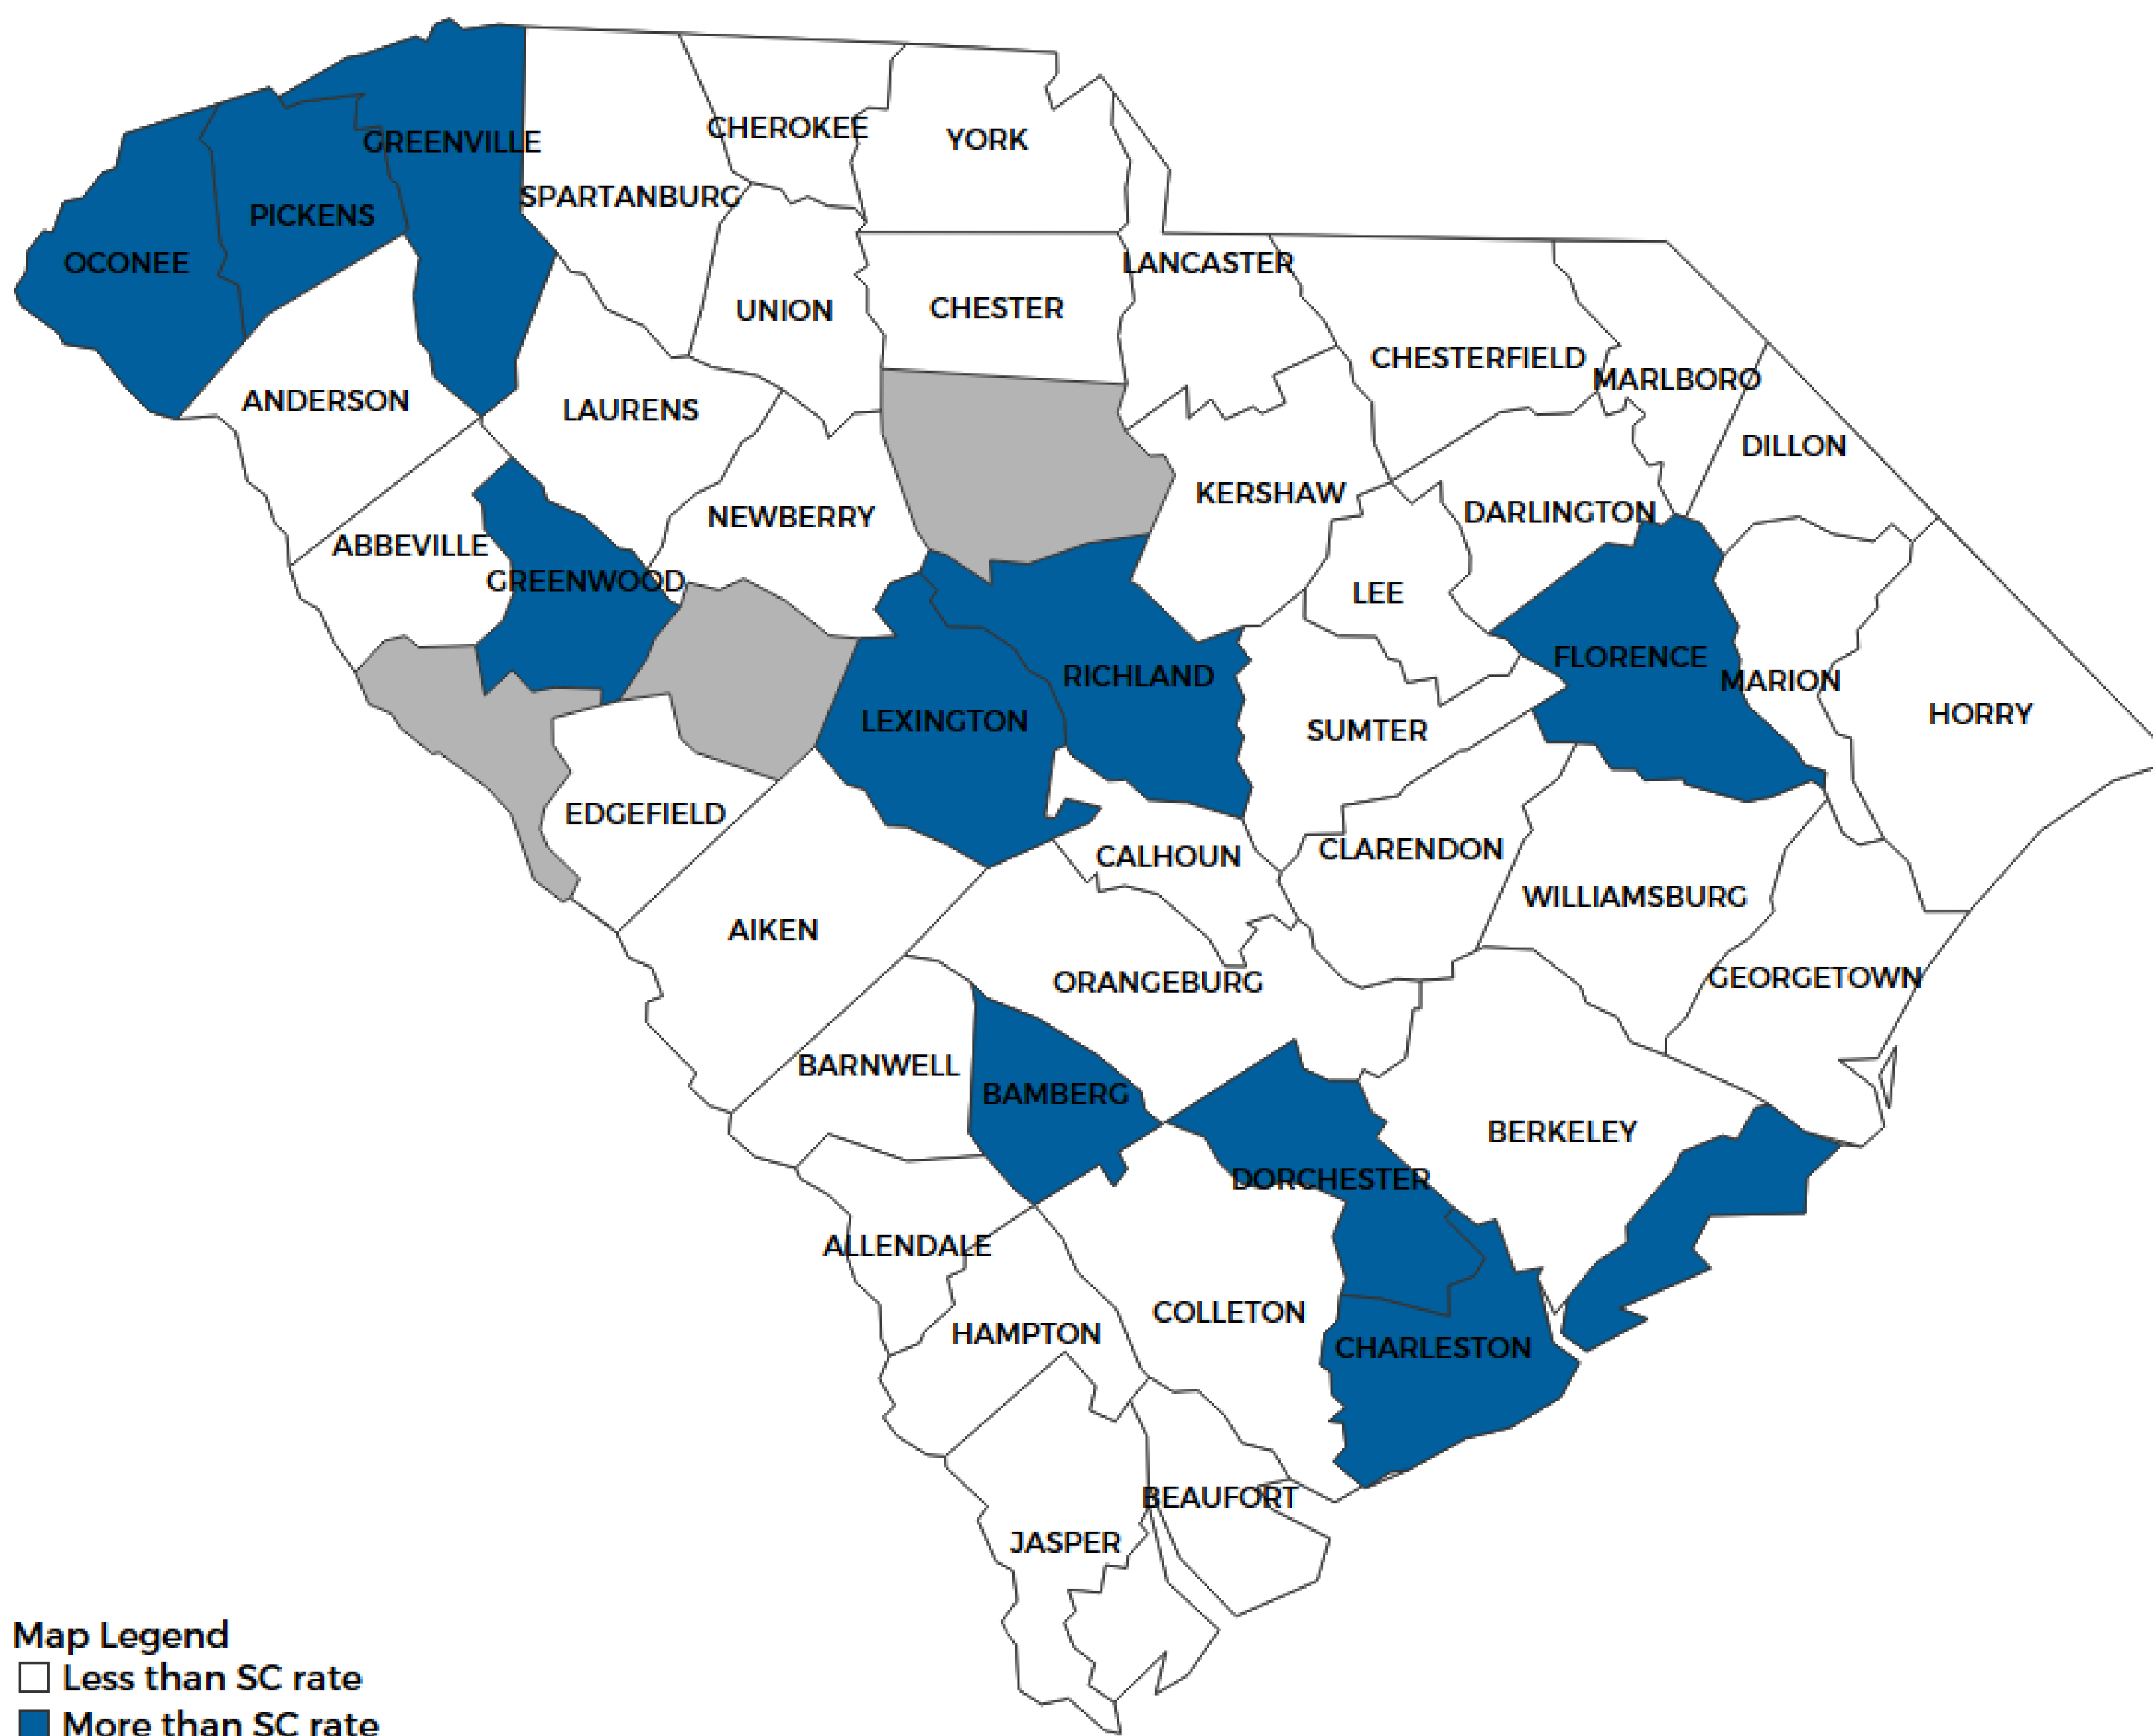 CHEROKEE
YORK
GREENVILLE
SPARTANBURG
PICKENS
OCONEE
LANCASTER
UNION
CHESTER
CHESTERFIELD
MARLBORO
ANDERSON
LAURENS
DILLON
KERSHAW
NEWBERRY
DARLINGTON
ABBEVILLE
GREENWOOD
LEE
FLORENCE
RICHLAND
MARION
LEXINGTON
HORRY
SUMTER
EDGEFIELD
CALHOUN
CLARENDON
WILLIAMSBURG
AIKEN
ORANGEBURG
GEORGETOWN
BARNWELL
BAMBERG
BERKELEY
DORCHESTER
ALLENDALE
COLLETON
HAMPTON
CHARLESTON
BEAUFORT
JASPER
Map Legend
Less than SC rate
More than SC rate